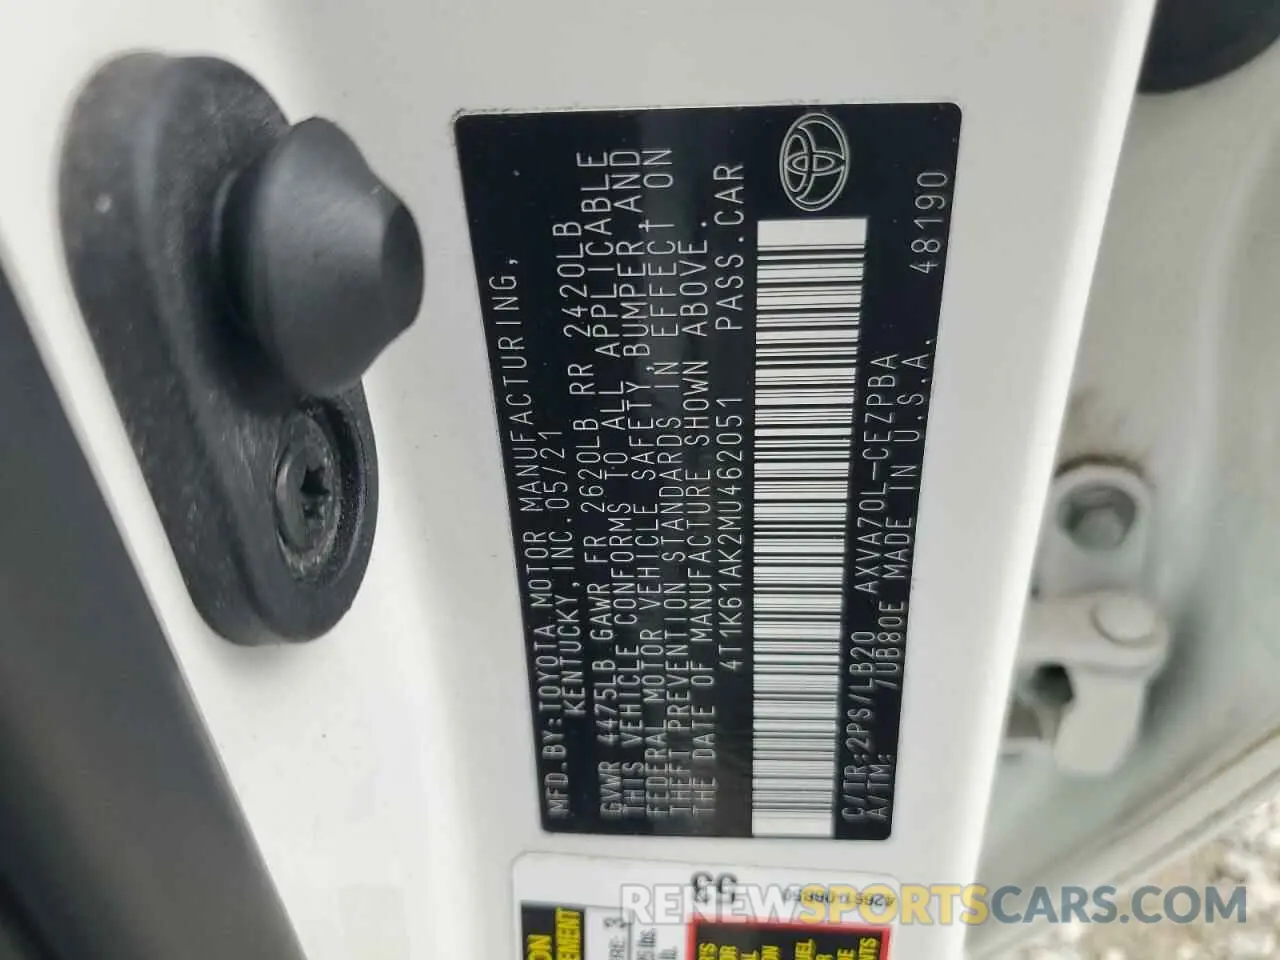 MFD.BY:TOYOTA MOTOR MANUFACTURING,
KENTUCKY,INC.05/21
GVWR 4475LB GAWR FR 2620LB RR 2420LB
THIS VEHICLE CONFORMS TO ALL APPLICABLE
FEDERAL MOTOR VEHICLE SAFETY,BUMPER,AND
THEFT PREVENTION STANDARDS IN EFFECT ON
THE DATE OF MANUFACTURE SHOWN ABOVE.
4T1K61AK2MU462051 PASS.CAR
C/TR:2PS/LB20 AXVA70L-CEZPBA 48190
A/TM: /UB80E MADE IN U.S.A.
RENEWSPORTSCARS.COM